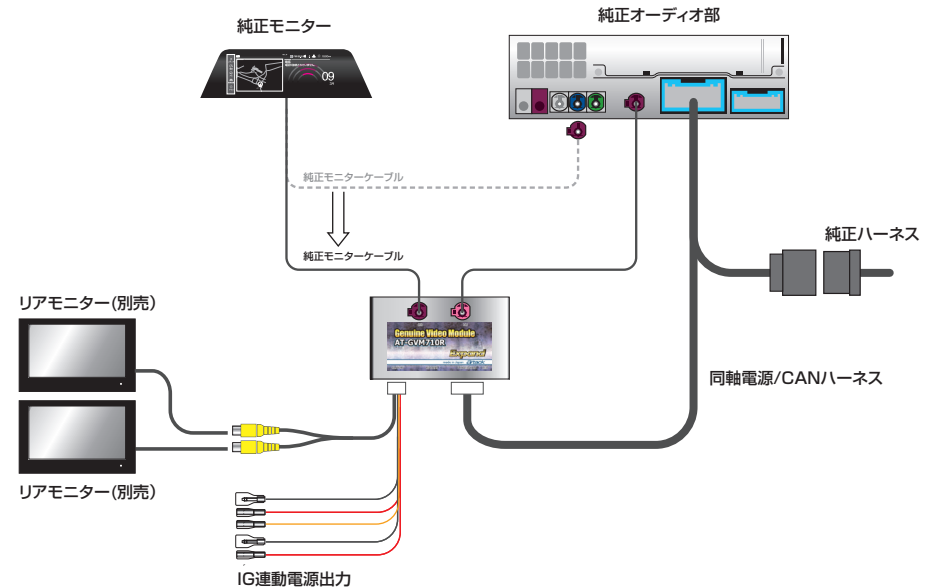 純正モニター
純正オーディオ部
09
純正モニターケーブル
純正モニターケーブル
純正ハーネス
リアモニター(別売)
Genuine Video Module
AT-GVM710R
Expand
made in Japan
同軸電源/CANハーネス
リアモニター(別売)
IG連動電源出力